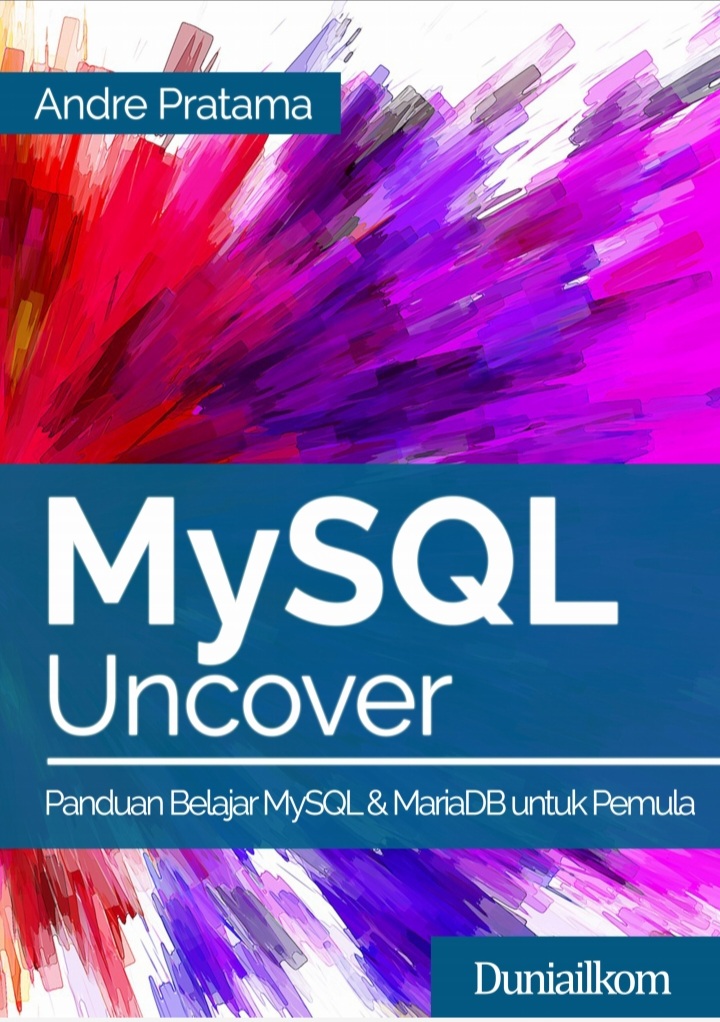 Andre Pratama
MySQL
Uncover
Panduan Belajar MySQL & MariaDB untuk Pemula
Duniailkom